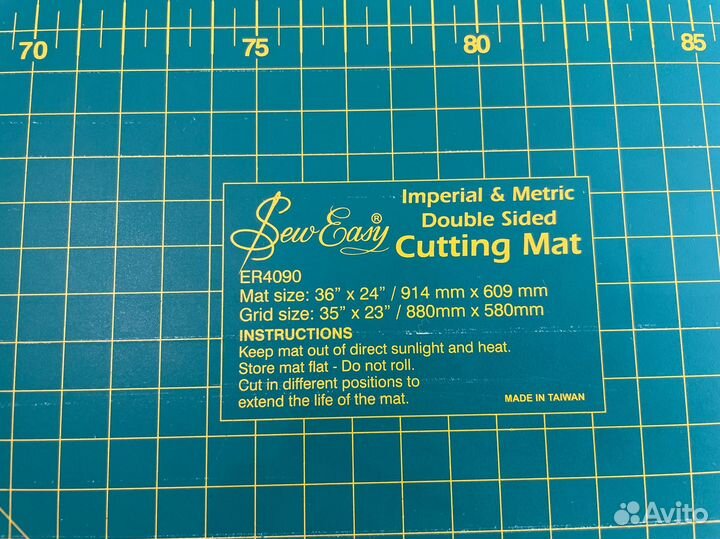 70 75 80 85
Imperial & Metric
Double Sided
Sew Easy®
Cutting Mat
ER4090
Mat size: 36” x 24” / 914 mm x 609 mm
Grid size: 35” x 23” / 880mm x 580mm
INSTRUCTIONS
Keep mat out of direct sunlight and heat.
Store mat flat - Do not roll.
Cut in different positions to
extend the life of the mat.
MADE IN TAIWAN
Avito